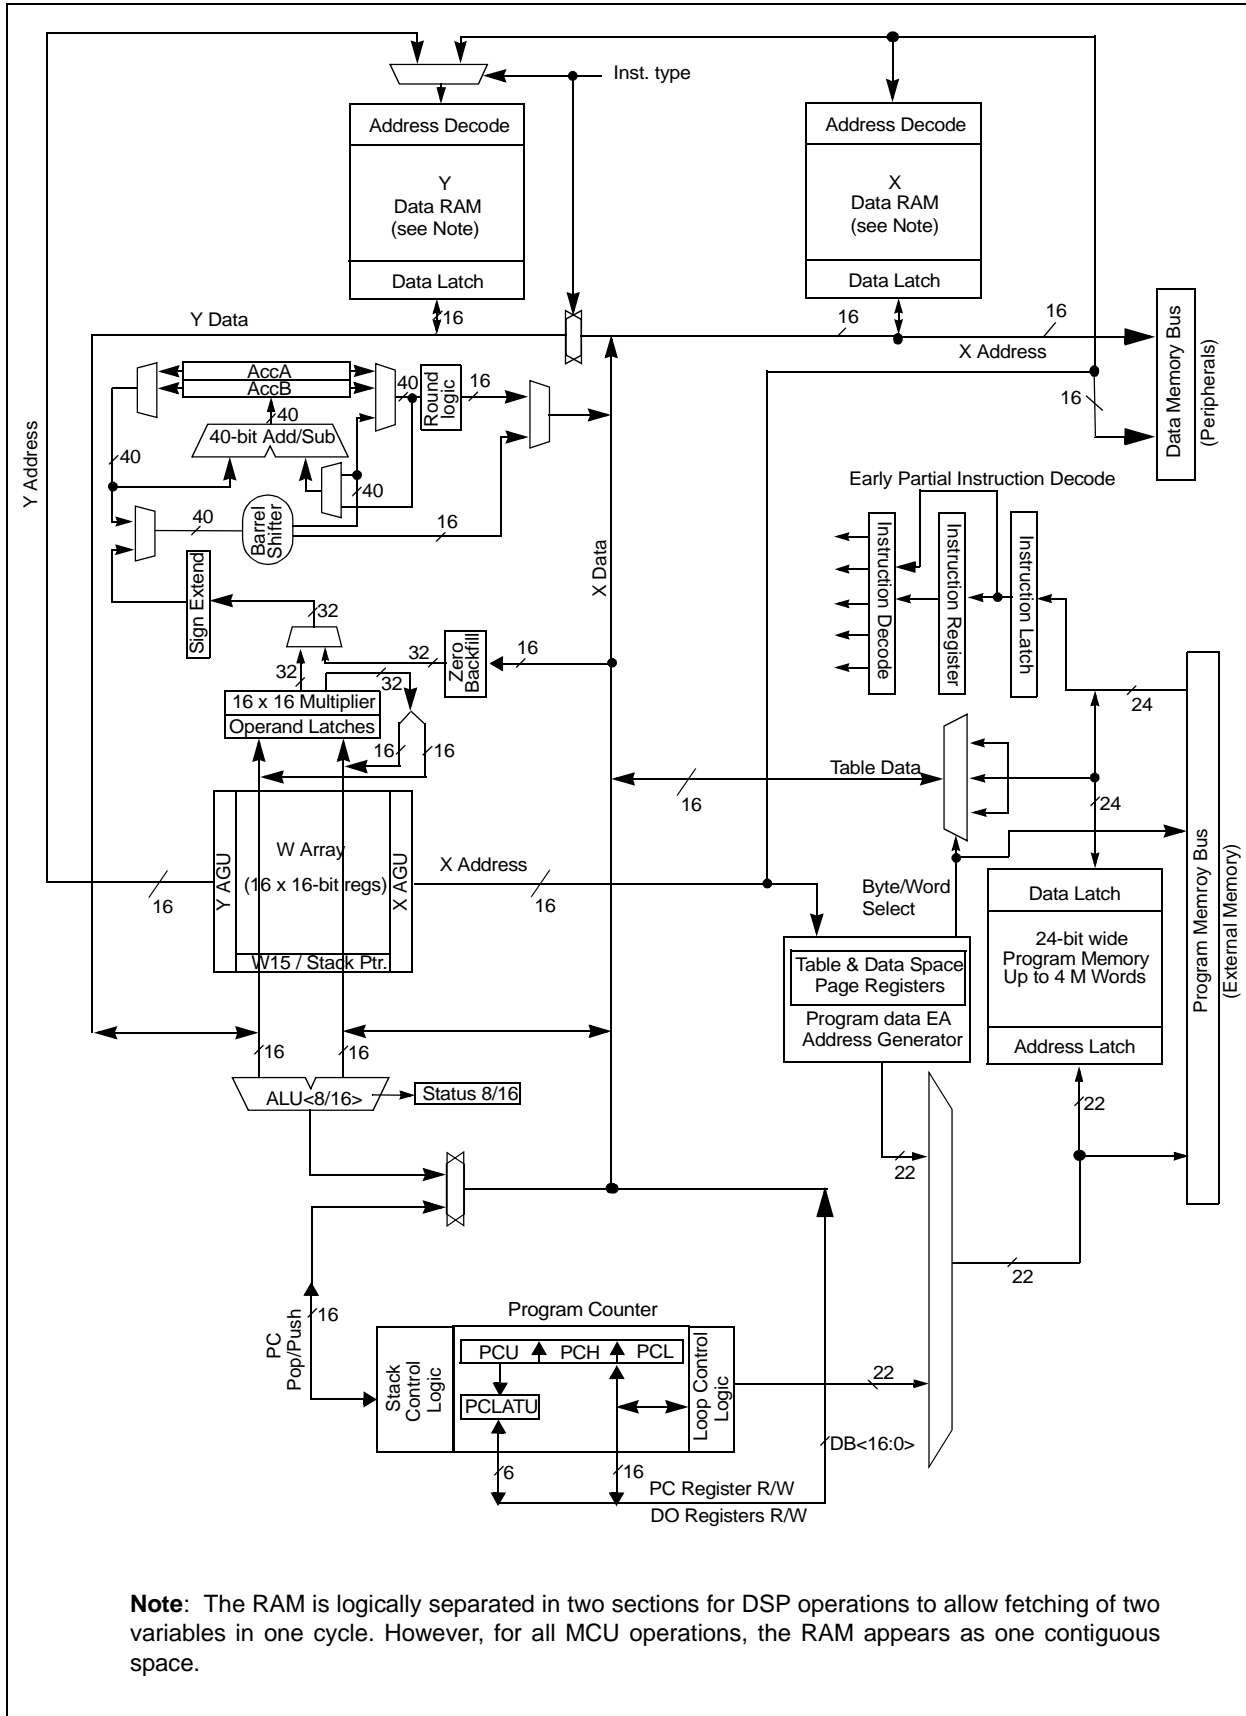 Inst. type
Address Decode
Y
Data RAM
(see Note)
Data Latch
16
Address Decode
X
Data RAM
(see Note)
Data Latch
Y Data
16
16
X Address
16
Data Memory Bus
(Peripherals)
Y Address
AccA
AccB
40
40-bit Add/Sub
40
40
Round
logic
16
40
40
Barrel
Shifter
16
Sign Extend
32
X Data
32
32
32
Zero
Backfill
16
16 x 16 Multiplier
Operand Latches
16
16
Early Partial Instruction Decode
Instruction Decode
Instruction Register
Instruction Latch
24
Table Data
16
24
Y AGU
W Array
(16 x 16-bit regs)
X AGU
W15 / Stack Ptr.
16
X Address
16
Byte/Word
Select
Table & Data Space
Page Registers
Program data EA
Address Generator
Data Latch
24-bit wide
Program Memory
Up to 4 M Words
Address Latch
Program Memroy Bus
(External Memory)
16
16
ALU<8/16>
Status 8/16
22
22
22
PC
Pop/Push
16
Program Counter
Stack
Control
Logic
PCU
PCH
PCL
PCLATU
Loop Control
Logic
22
6
16
DB<16:0>
PC Register R/W
DO Registers R/W
Note: The RAM is logically separated in two sections for DSP operations to allow fetching of two
variables in one cycle. However, for all MCU operations, the RAM appears as one contiguous
space.